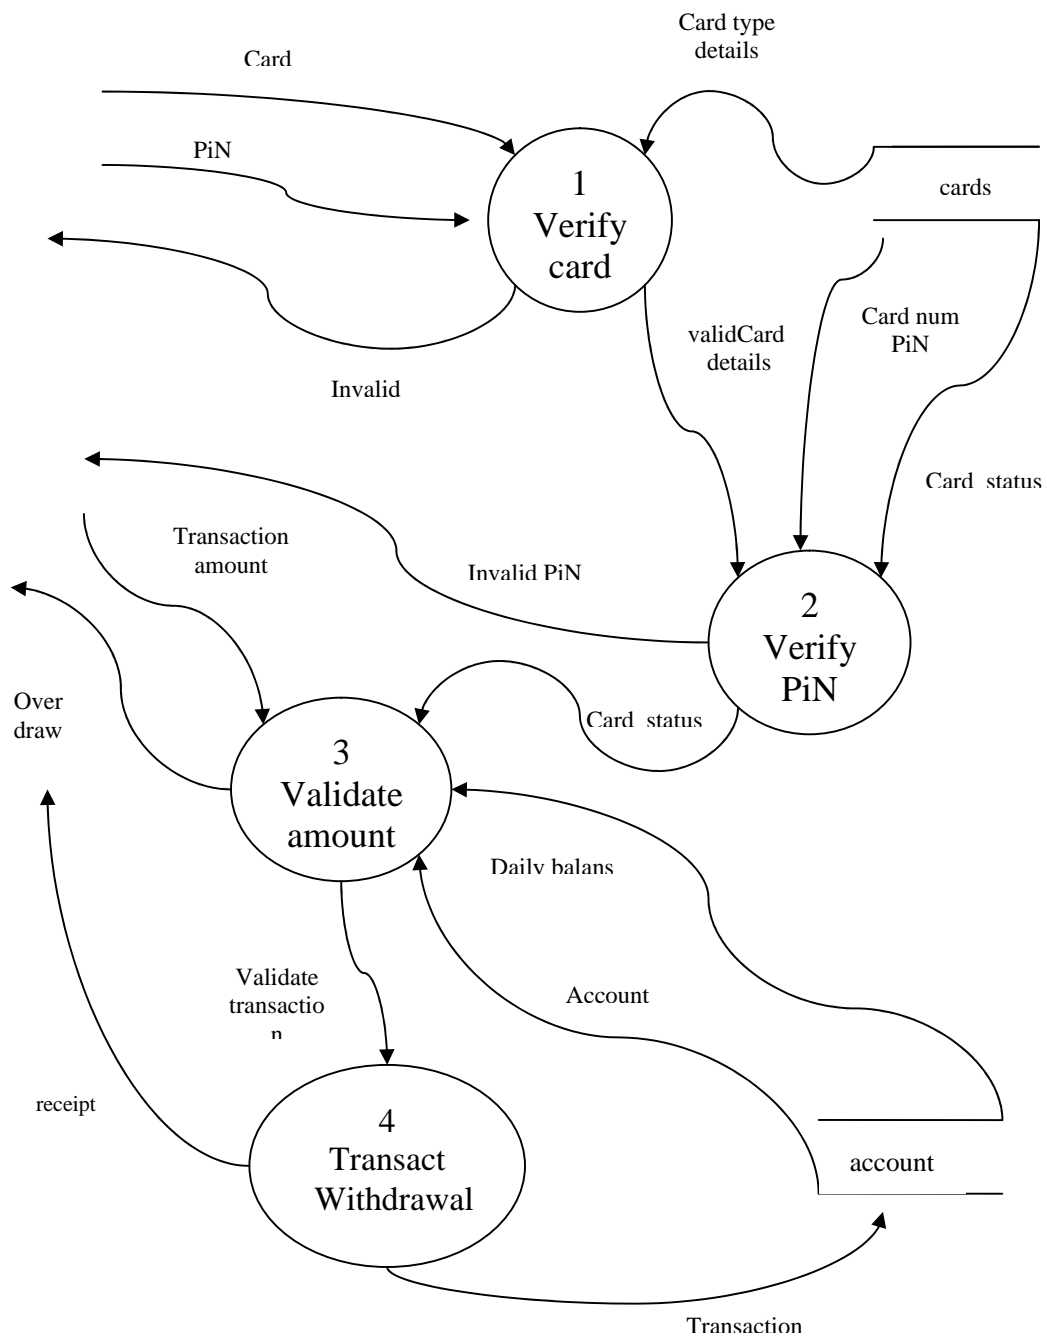 Card type
details
Card
PiN
1
Verify
card
cards
validCard
details
Card num
PiN
Invalid
Card status
Transaction
amount
Invalid PiN
2
Verify
PiN
Over
draw
Card status
3
Validate
amount
Daily balans
Validate
transactio
n
Account
receipt
4
Transact
Withdrawal
account
Transaction